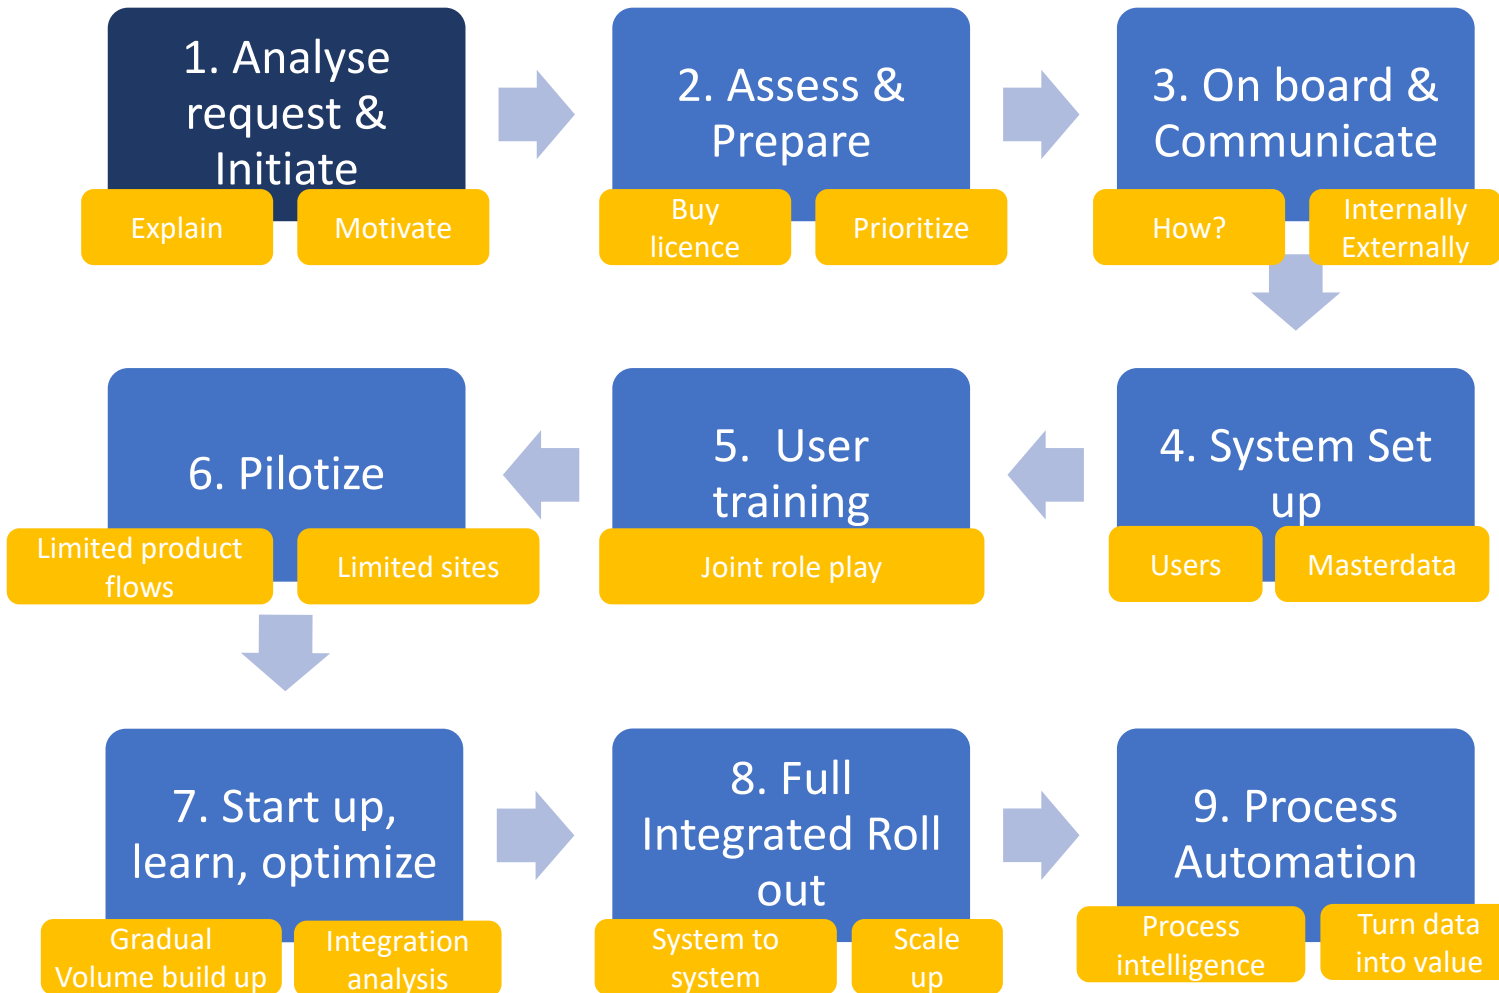 1. Analyse
request &
Initiate
Explain
Motivate
2. Assess &
Prepare
Buy
licence
Prioritize
3. On board &
Communicate
How?
Internally
Externally
4. System Set
up
Users
Masterdata
5. User
training
Joint role play
6. Pilotize
Limited product
flows
Limited sites
7. Start up,
learn, optimize
Gradual
Volume build up
Integration
analysis
8. Full
Integrated Roll
out
System to
system
Scale
up
9. Process
Automation
Process
intelligence
Turn data
into value